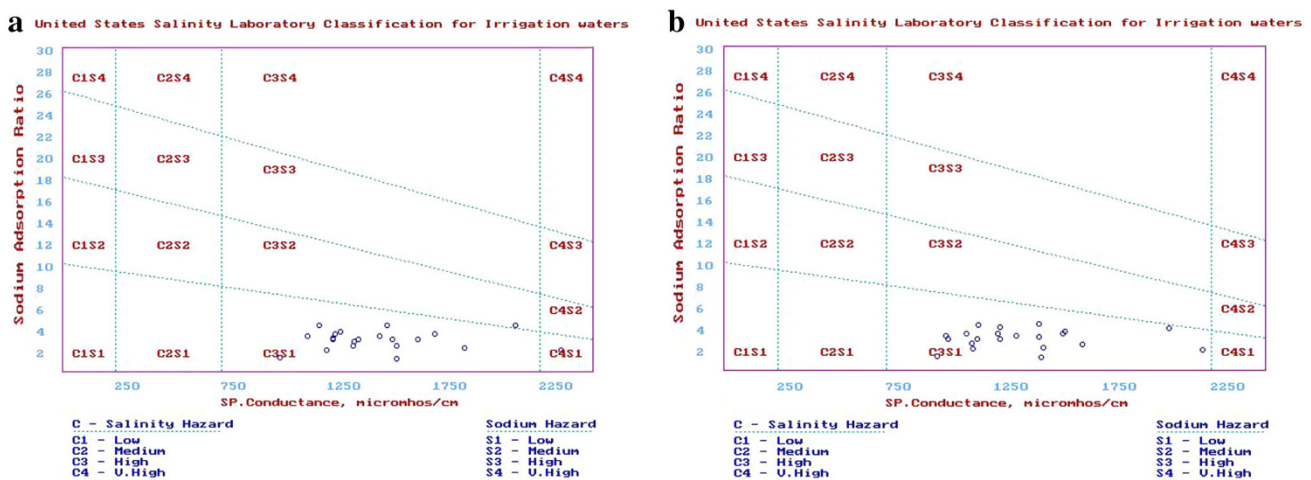 a
United States Salinity Laboratory Classification for Irrigation waters
Sodium Adsorption Ratio
30
28
26
24
22
20
18
16
14
12
10
8
6
4
2
C1S4 C2S4 C3S4 C4S4
C1S3 C2S3 C3S3
C1S2 C2S2 C3S2 C4S3
C4S2
C1S1 C2S1 C3S1 C4S1
250 750 1250 1750 2250
SP.Conductance, micromhos/cm
C - Salinity Hazard
C1 - Low
C2 - Medium
C3 - High
C4 - V.High
Sodium Hazard
S1 - Low
S2 - Medium
S3 - High
S4 - V.High
b
United States Salinity Laboratory Classification for Irrigation waters
Sodium Adsorption Ratio
30
28
26
24
22
20
18
16
14
12
10
8
6
4
2
C1S4 C2S4 C3S4 C4S4
C1S3 C2S3 C3S3
C1S2 C2S2 C3S2 C4S3
C4S2
C1S1 C2S1 C3S1 C4S1
250 750 1250 1750 2250
SP.Conductance, micromhos/cm
C - Salinity Hazard
C1 - Low
C2 - Medium
C3 - High
C4 - V.High
Sodium Hazard
S1 - Low
S2 - Medium
S3 - High
S4 - V.High